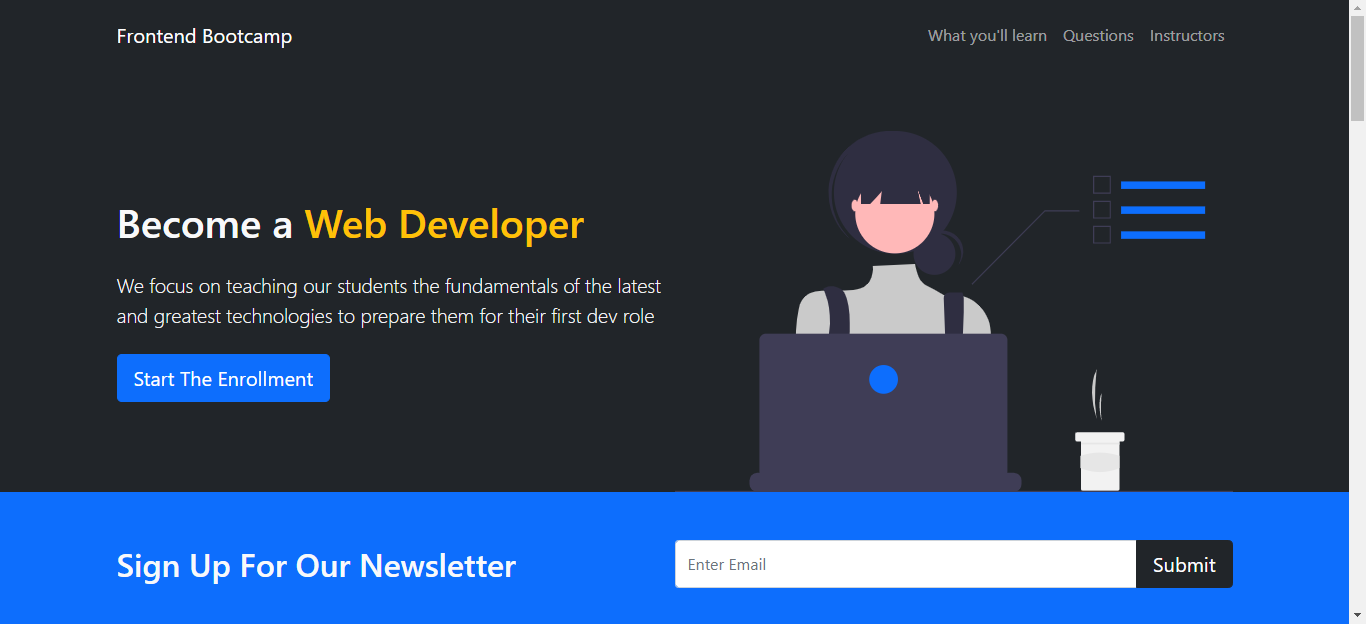 Frontend Bootcamp
What you'll learn Questions Instructors
Become a Web Developer
We focus on teaching our students the fundamentals of the latest
and greatest technologies to prepare them for their first dev role
Start The Enrollment
Sign Up For Our Newsletter
Enter Email
Submit